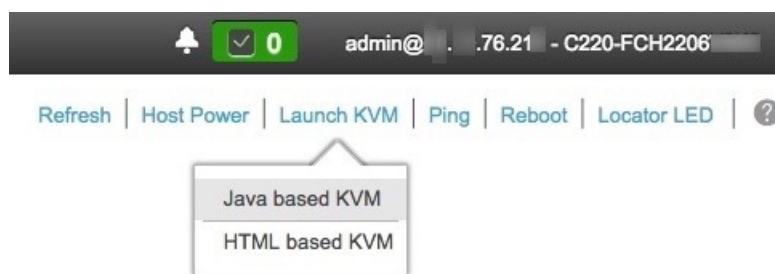 0 admin@ . .76.21 - C220-FCH2206
Refresh | Host Power | Launch KVM | Ping | Reboot | Locator LED | ?
Java based KVM
HTML based KVM